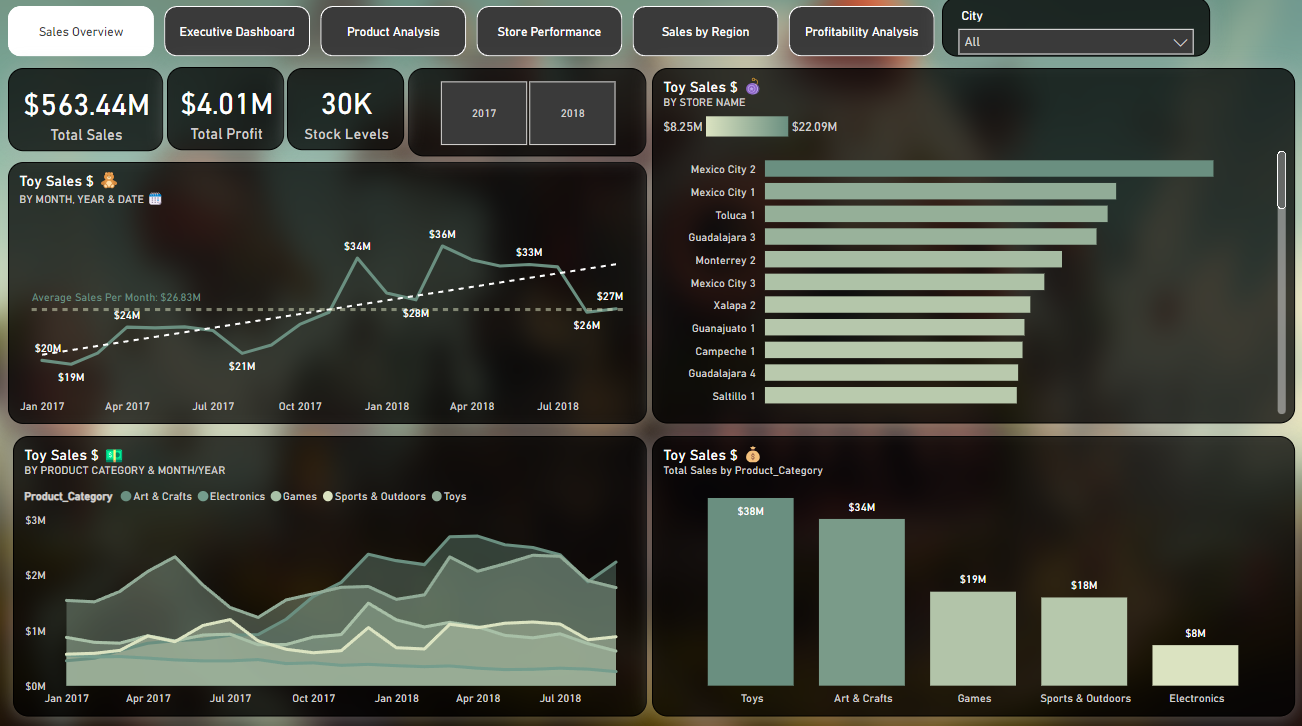 Sales Overview
Executive Dashboard
Product Analysis
Store Performance
Sales by Region
Profitability Analysis
City
All
$563.44M
Total Sales
$4.01M
Total Profit
30K
Stock Levels
2017
2018
Toy Sales $
BY MONTH, YEAR & DATE
Average Sales Per Month: $26.83M
$20M
$19M
$24M
$21M
$34M
$28M
$36M
$33M
$26M
$27M
Jan 2017
Apr 2017
Jul 2017
Oct 2017
Jan 2018
Apr 2018
Jul 2018
Toy Sales $
BY STORE NAME
$8.25M
$22.09M
Mexico City 2
Mexico City 1
Toluca 1
Guadalajara 3
Monterrey 2
Mexico City 3
Xalapa 2
Guanajuato 1
Campeche 1
Guadalajara 4
Saltillo 1
Toy Sales $
BY PRODUCT CATEGORY & MONTH/YEAR
Product_Category Art & Crafts Electronics Games Sports & Outdoors Toys
$3M
$2M
$1M
$0M
Jan 2017
Apr 2017
Jul 2017
Oct 2017
Jan 2018
Apr 2018
Jul 2018
Toy Sales $
Total Sales by Product_Category
$38M
$34M
$19M
$18M
$8M
Toys
Art & Crafts
Games
Sports & Outdoors
Electronics